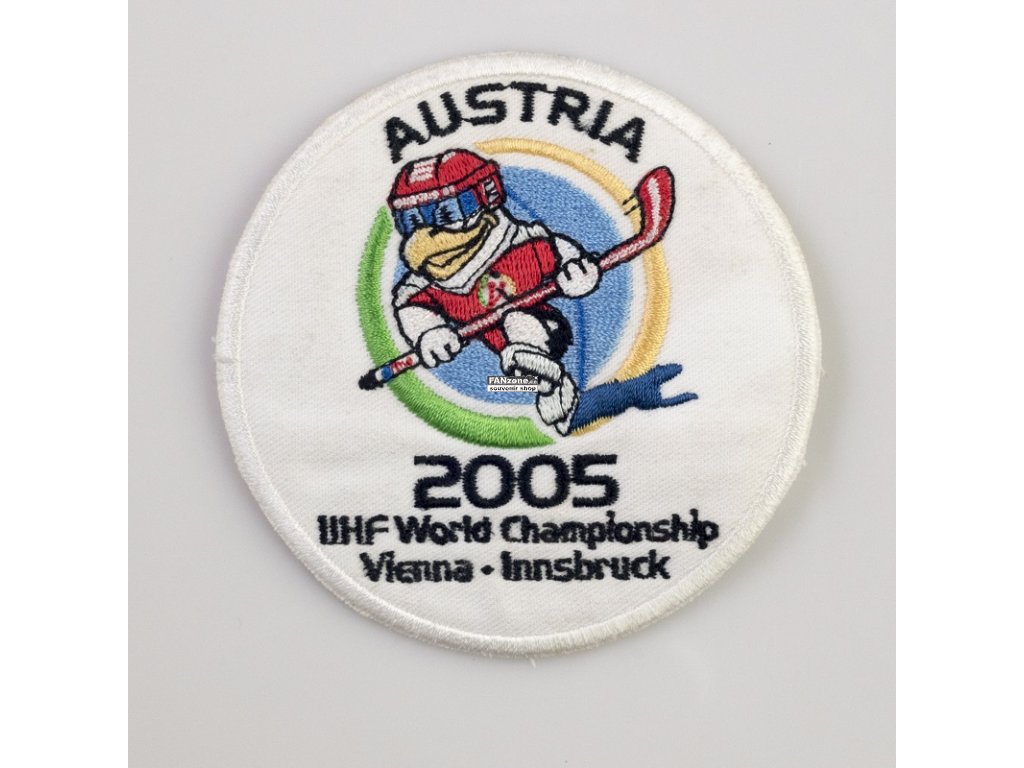 AUSTRIA
FANzone.cz
souvenir shop
2005
IIHF World Championship
Vienna • Innsbruck